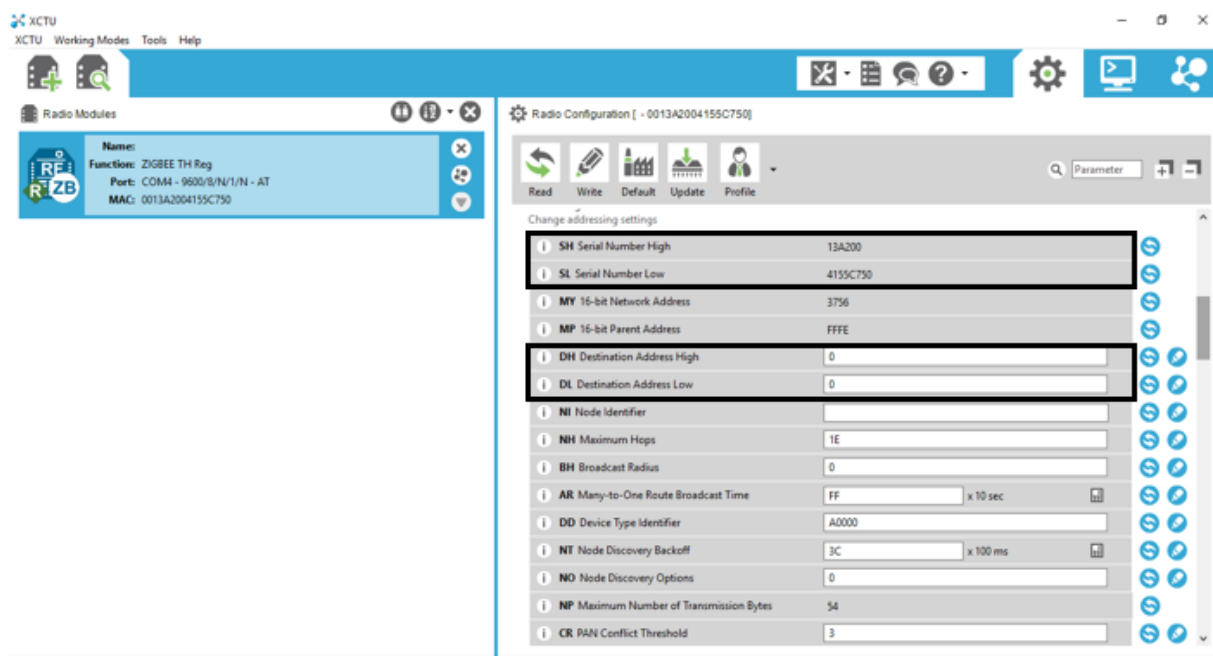 XCTU
XCTU Working Modes Tools Help
Radio Modules
Name:
Function: ZIGBEE TH Reg
Port: COM4 - 9600/8/N/1/N - AT
MAC: 0013A2004155C750
RF
R ZB
Radio Configuration [ - 0013A2004155C750]
Read Write Default Update Profile
Parameter
Change addressing settings
i SH Serial Number High 13A200
i SL Serial Number Low 4155C750
i MY 16-bit Network Address 3756
i MP 16-bit Parent Address FFFE
i DH Destination Address High 0
i DL Destination Address Low 0
i NI Node Identifier
i NH Maximum Hops 1E
i BH Broadcast Radius 0
i AR Many-to-One Route Broadcast Time FF x 10 sec
i DD Device Type Identifier A0000
i NT Node Discovery Backoff 3C x 100 ms
i NO Node Discovery Options 0
i NP Maximum Number of Transmission Bytes 54
i CR PAN Conflict Threshold 3